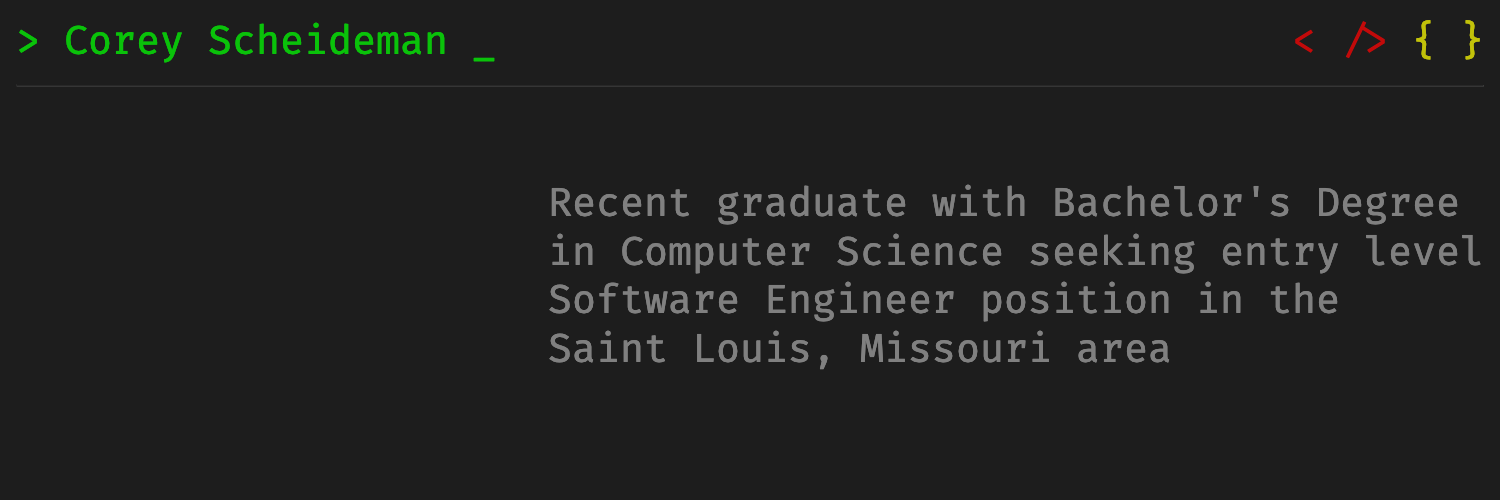 > Corey Scheideman _
< /> { }
Recent graduate with Bachelor's Degree
in Computer Science seeking entry level
Software Engineer position in the
Saint Louis, Missouri area